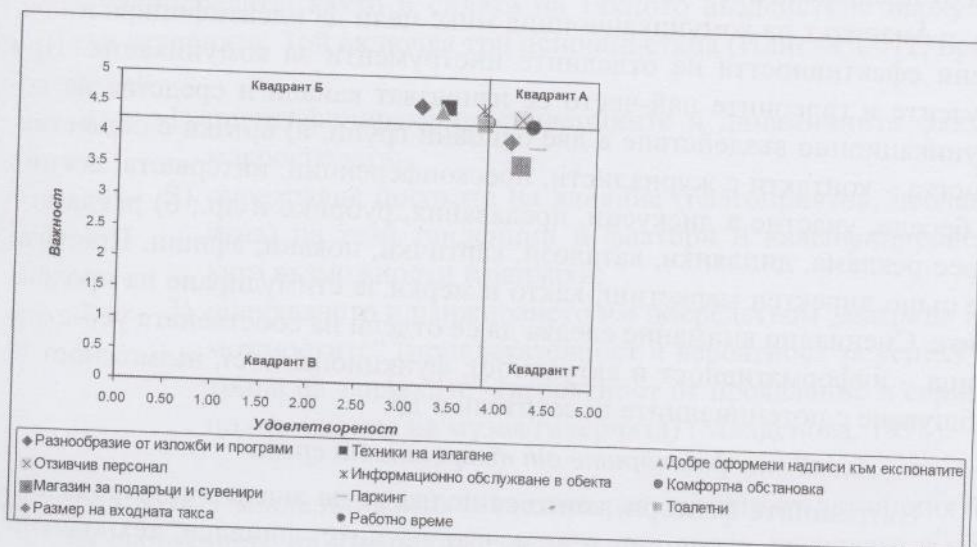 5
4.5
4
3.5
3
2.5
2
1.5
1
0.5
0
Важност
Квадрант Б
Квадрант А
Квадрант В
Квадрант Г
0.00 0.50 1.00 1.50 2.00 2.50 3.00 3.50 4.00 4.50 5.00
Удовлетвореност
Разнообразие от изложби и програми
Техники на излагане
Добре оформени надписи към експонатите
Отзивчив персонал
Информационно обслужване в обекта
Комфортна обстановка
Магазин за подаръци и сувенири
Паркинг
Тоалетни
Размер на входната такса
Работно време